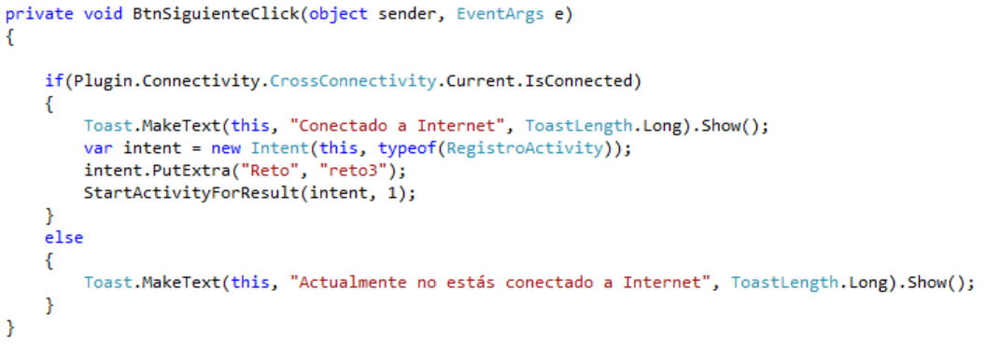 private void BtnSiguienteClick(object sender, EventArgs e)
{
if(Plugin.Connectivity.CrossConnectivity.Current.IsConnected)
{
Toast.MakeText(this, "Conectado a Internet", ToastLength.Long).Show();
var intent = new Intent(this, typeof(RegistroActivity));
intent.PutExtra("Reto", "reto3");
StartActivityForResult(intent, 1);
}
else
{
Toast.MakeText(this, "Actualmente no estás conectado a Internet", ToastLength.Long).Show();
}
}